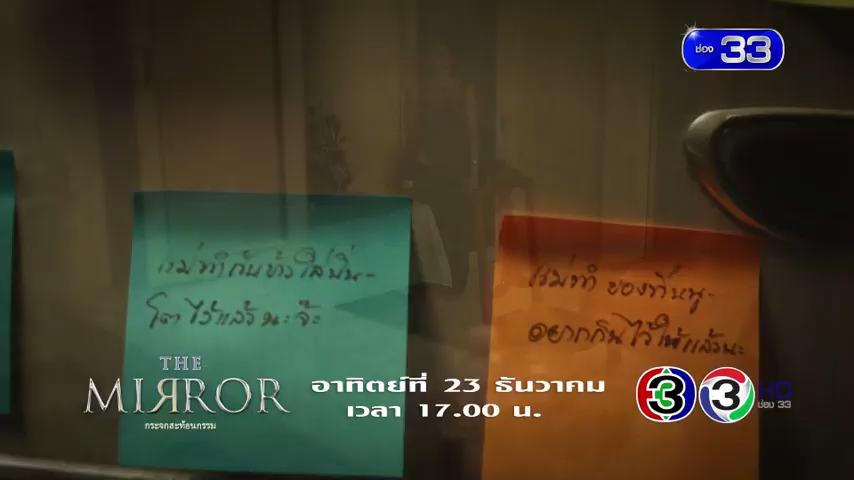 ช่อง 33
แม่ทำกับข้าวใส่ปิ่น-
โตไว้แล้วนะจ๊ะ
แม่ทำของที่หนู-
อยากกินไว้ให้แล้วนะ
THE
MIRROR
กระจกสะท้อนกรรม
อาทิตย์ที่ 23 ธันวาคม
เวลา 17.00 น.
3 3 HD
ช่อง 33